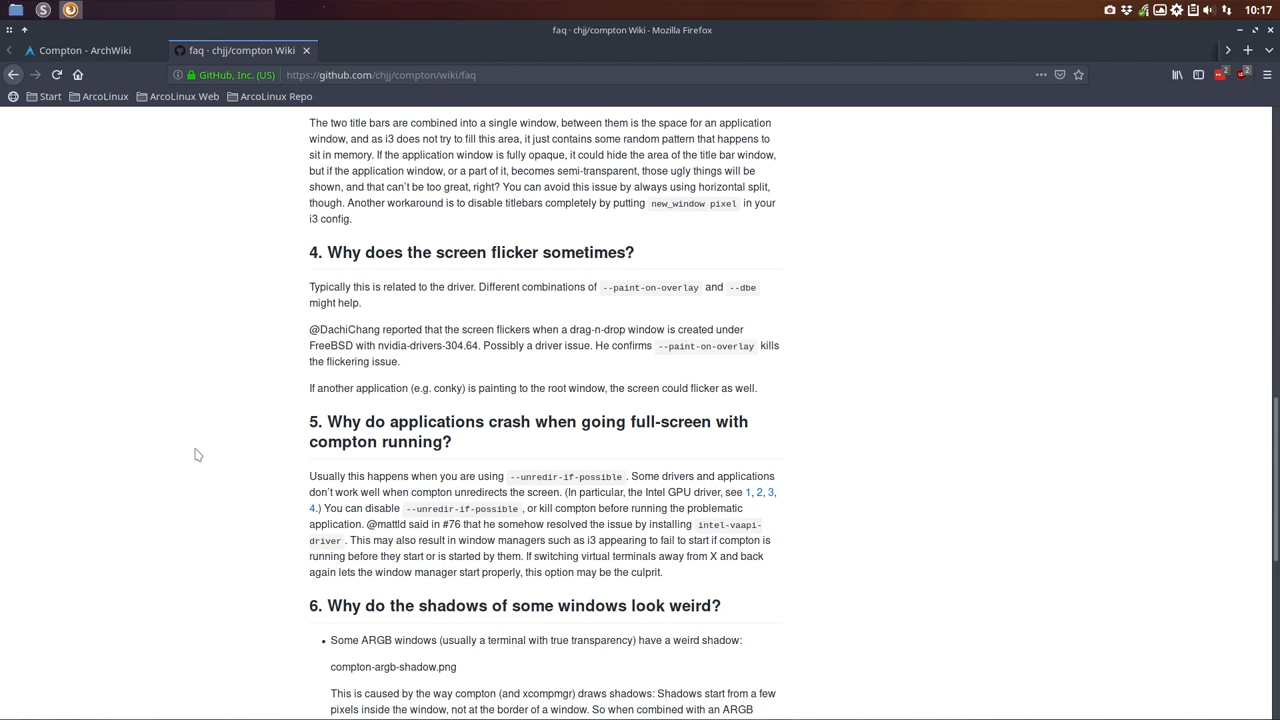 10:17
faq · chjj/compton Wiki - Mozilla Firefox
Compton - ArchWiki
faq · chjj/compton Wiki
GitHub, Inc. (US)
https://github.com/chjj/compton/wiki/faq
2
2
Start
ArcoLinux
ArcoLinux Web
ArcoLinux Repo
The two title bars are combined into a single window, between them is the space for an application
window, and as i3 does not try to fill this area, it just contains some random pattern that happens to
sit in memory. If the application window is fully opaque, it could hide the area of the title bar window,
but if the application window, or a part of it, becomes semi-transparent, those ugly things will be
shown, and that can't be too great, right? You can avoid this issue by always using horizontal split,
though. Another workaround is to disable titlebars completely by putting new_window pixel in your
i3 config.
4. Why does the screen flicker sometimes?
Typically this is related to the driver. Different combinations of --paint-on-overlay and --dbe
might help.
@DachiChang reported that the screen flickers when a drag-n-drop window is created under
FreeBSD with nvidia-drivers-304.64. Possibly a driver issue. He confirms --paint-on-overlay kills
the flickering issue.
If another application (e.g. conky) is painting to the root window, the screen could flicker as well.
5. Why do applications crash when going full-screen with
compton running?
Usually this happens when you are using --unredir-if-possible. Some drivers and applications
don't work well when compton unredirects the screen. (In particular, the Intel GPU driver, see 1, 2, 3,
4.) You can disable --unredir-if-possible, or kill compton before running the problematic
application. @mattld said in #76 that he somehow resolved the issue by installing intel-vaapi-
driver. This may also result in window managers such as i3 appearing to fail to start if compton is
running before they start or is started by them. If switching virtual terminals away from X and back
again lets the window manager start properly, this option may be the culprit.
6. Why do the shadows of some windows look weird?
• Some ARGB windows (usually a terminal with true transparency) have a weird shadow:
compton-argb-shadow.png
This is caused by the way compton (and xcompmgr) draws shadows: Shadows start from a few
pixels inside the window, not at the border of a window. So when combined with an ARGB